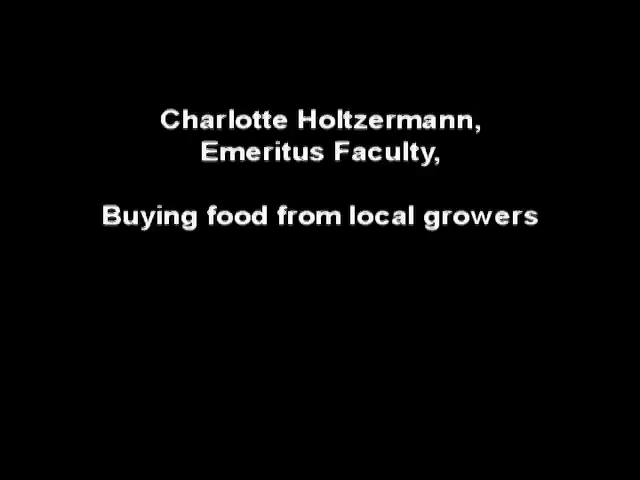 Charlotte Holtzermann,
Emeritus Faculty,
Buying food from local growers